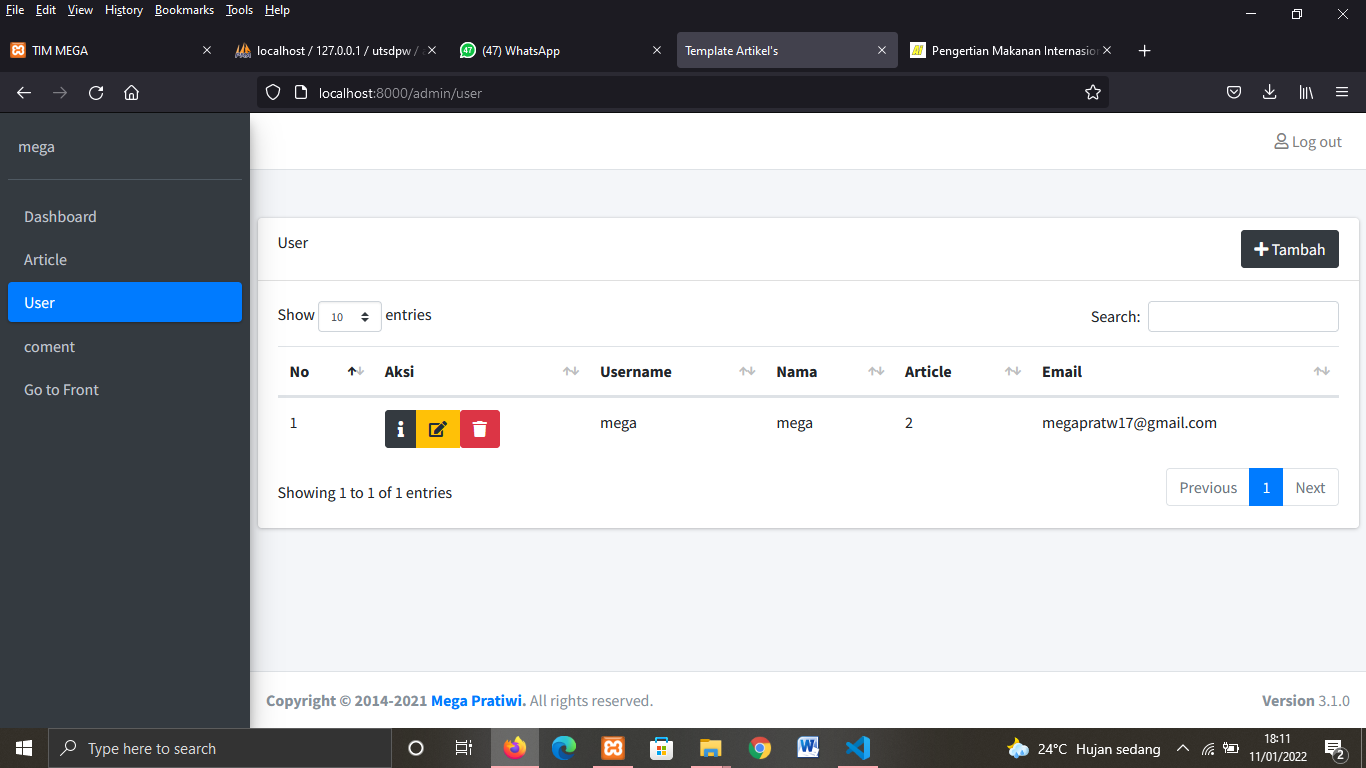 File Edit View History Bookmarks Tools Help
TIM MEGA
localhost / 127.0.0.1 / utsdpw /
47 (47) WhatsApp
Template Artikel's
Pengertian Makanan Internasion
localhost:8000/admin/user
mega
Log out
Dashboard
Article
User
coment
Go to Front
User
Tambah
Show 10 entries
Search:
No Aksi Username Nama Article Email
1 mega mega 2 megapratw17@gmail.com
Showing 1 to 1 of 1 entries
Previous 1 Next
Copyright © 2014-2021 Mega Pratiwi. All rights reserved.
Version 3.1.0
Type here to search
24°C Hujan sedang
18:11
11/01/2022
2